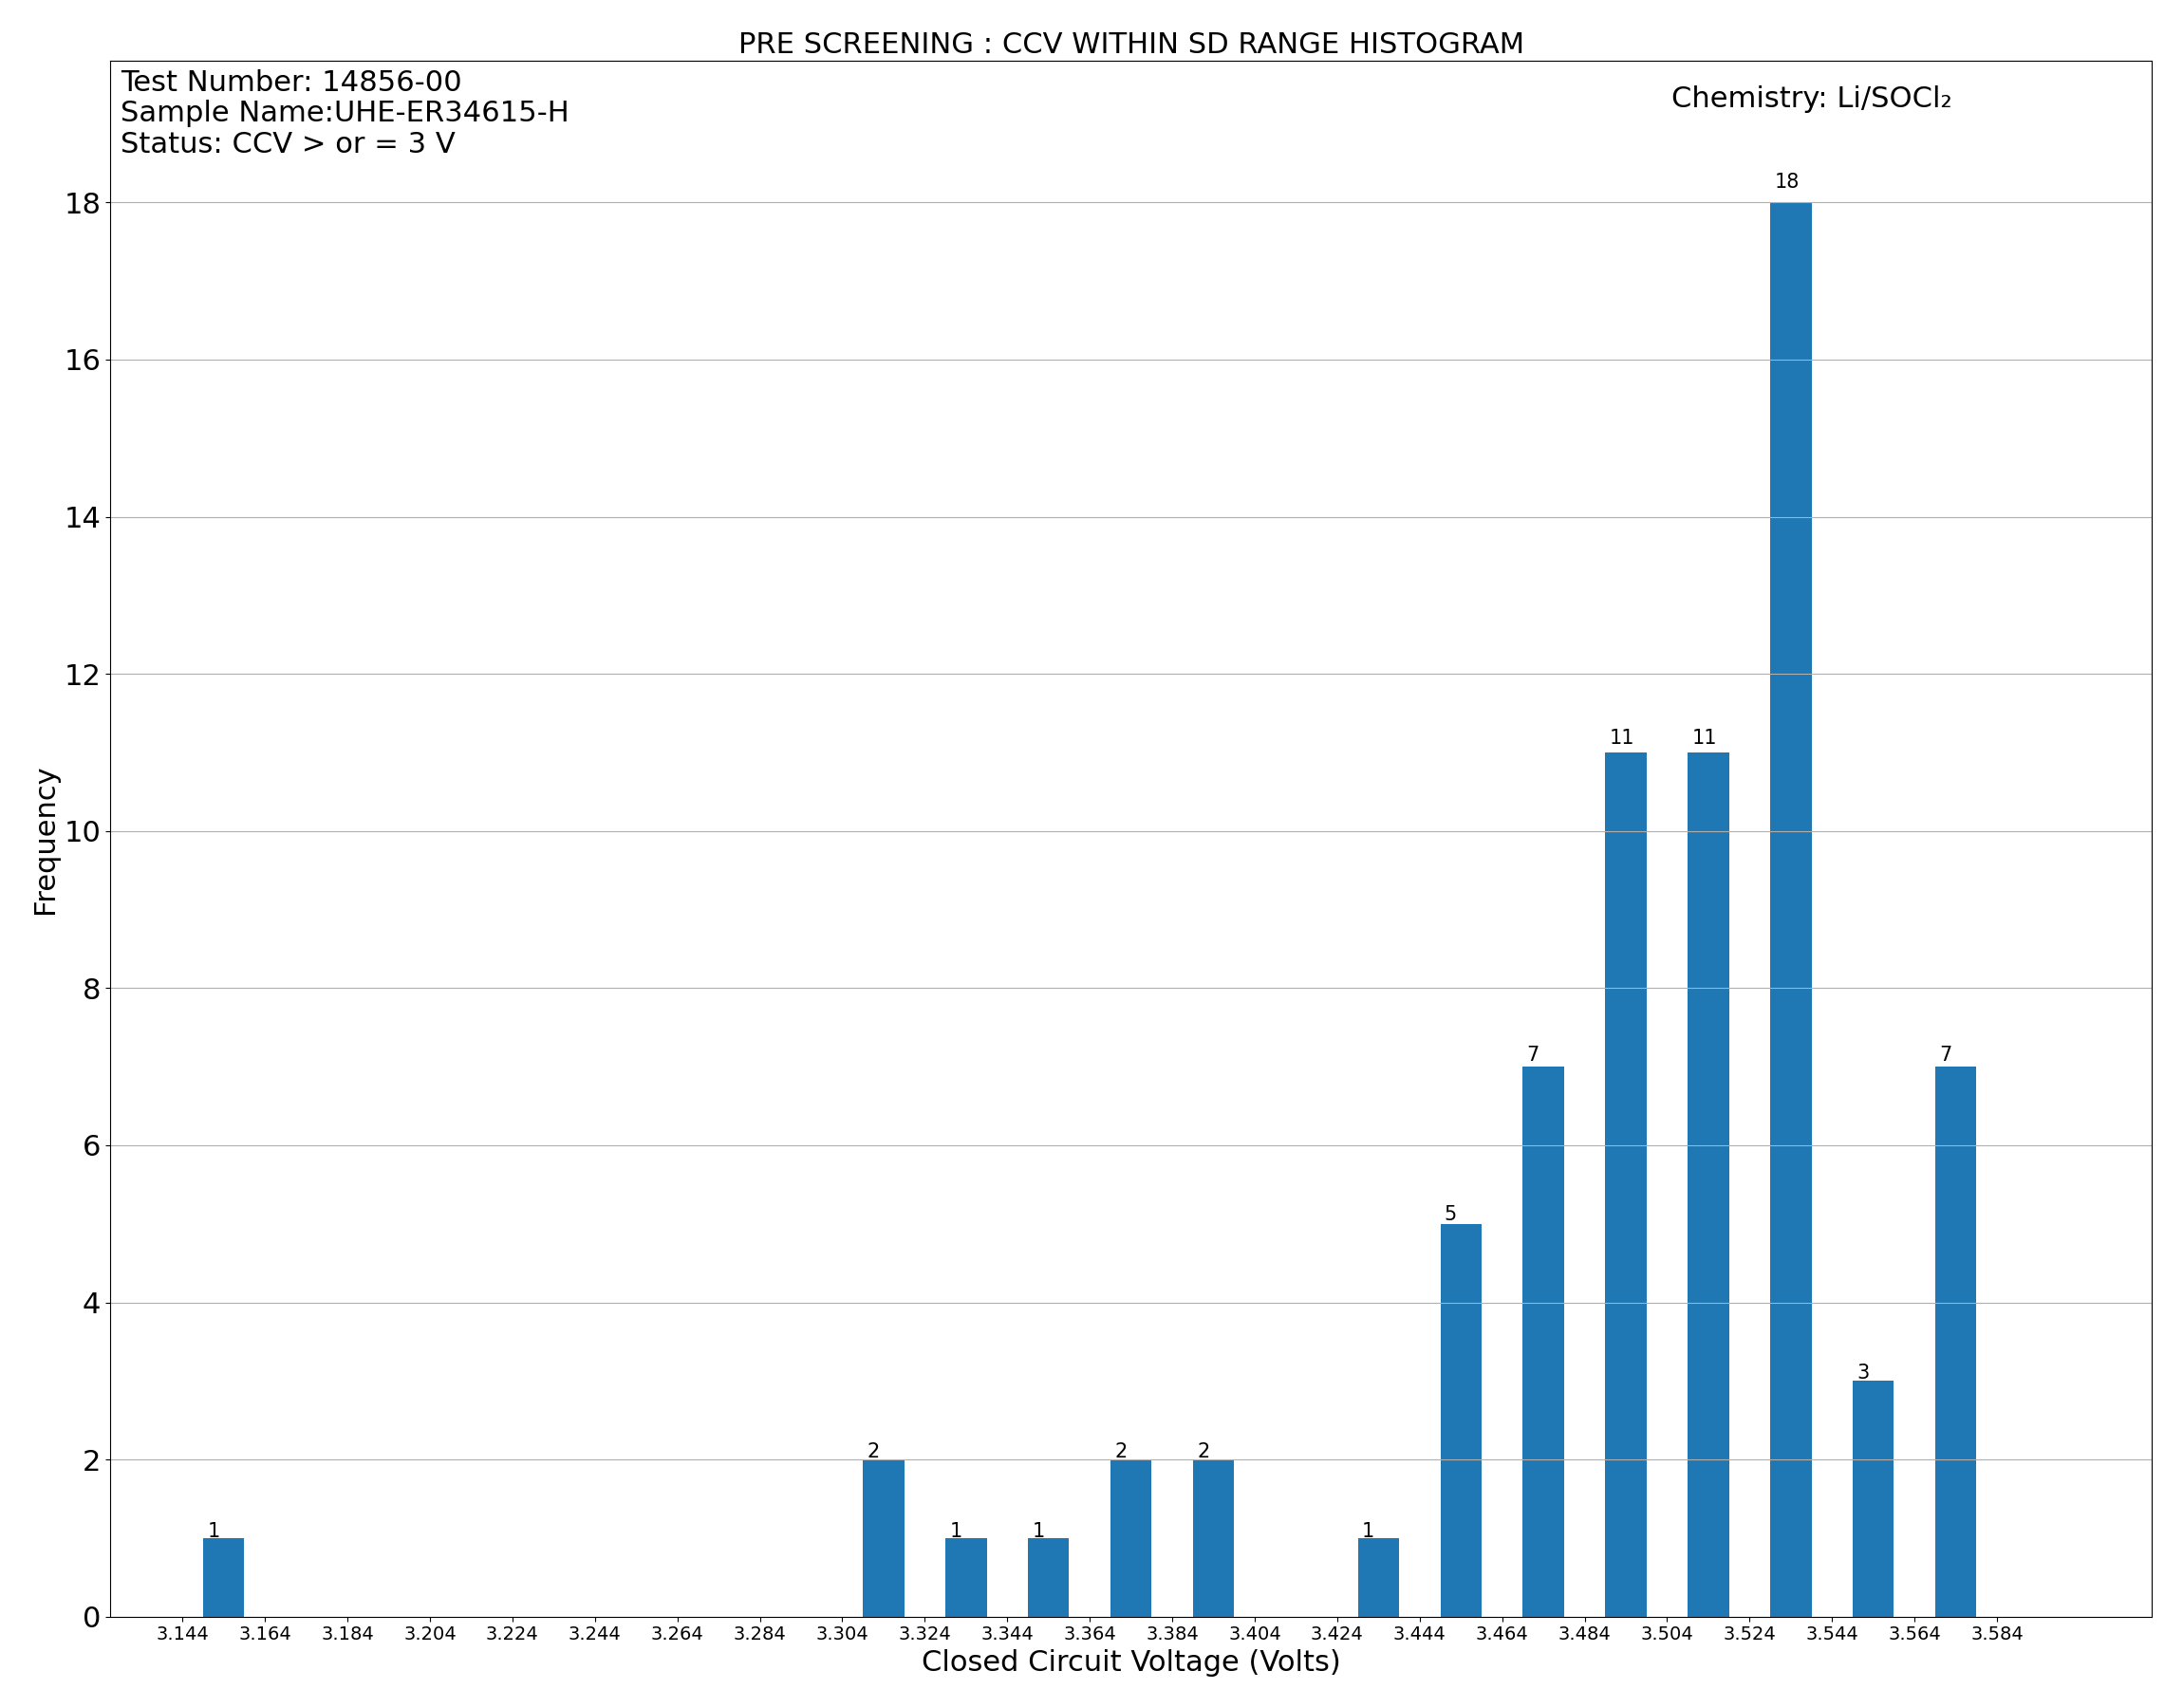 PRE SCREENING : CCV WITHIN SD RANGE HISTOGRAM
Test Number: 14856-00
Sample Name:UHE-ER34615-H
Status: CCV > or = 3 V
Chemistry: Li/SOCl₂
18
18
16
14
12
11 11
10
Frequency
8
7 7
6
5
4
3
2
2 2 2
1 1 1 1
0
3.144 3.164 3.184 3.204 3.224 3.244 3.264 3.284 3.304 3.324 3.344 3.364 3.384 3.404 3.424 3.444 3.464 3.484 3.504 3.524 3.544 3.564 3.584
Closed Circuit Voltage (Volts)